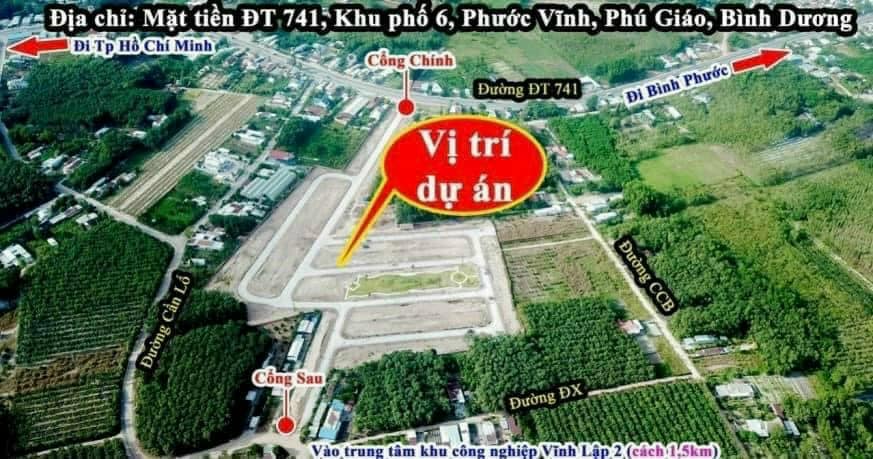 Địa chỉ: Mặt tiền ĐT 741, Khu phố 6, Phước Vĩnh, Phú Giáo, Bình Dương
Đi Tp Hồ Chí Minh
Cổng Chính
Đường ĐT 741
Đi Bình Phước
Vị trí
dự án
Đường CCB
Đường Cần Lố
Cổng Sau
Đường ĐX
Vào trung tâm khu công nghiệp Vĩnh Lập 2 (cách 1,5km)